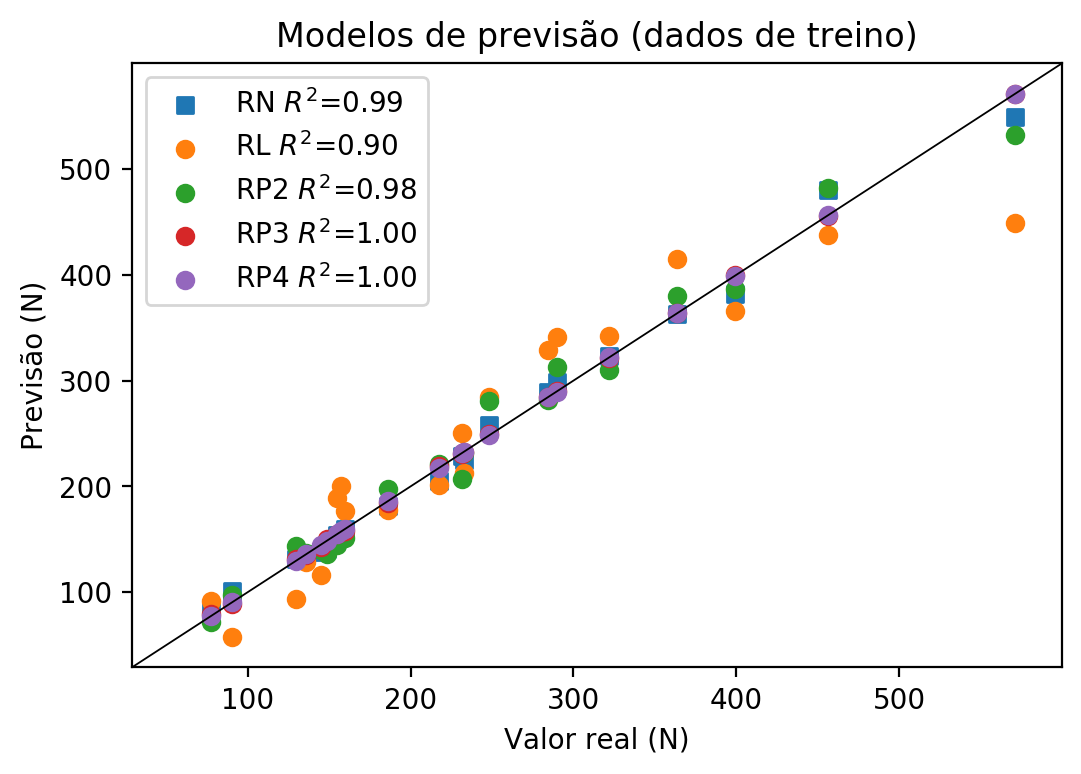 Modelos de previsão (dados de treino)
RN R²=0.99
RL R²=0.90
RP2 R²=0.98
RP3 R²=1.00
RP4 R²=1.00
Previsão (N)
500
400
300
200
100
100 200 300 400 500
Valor real (N)